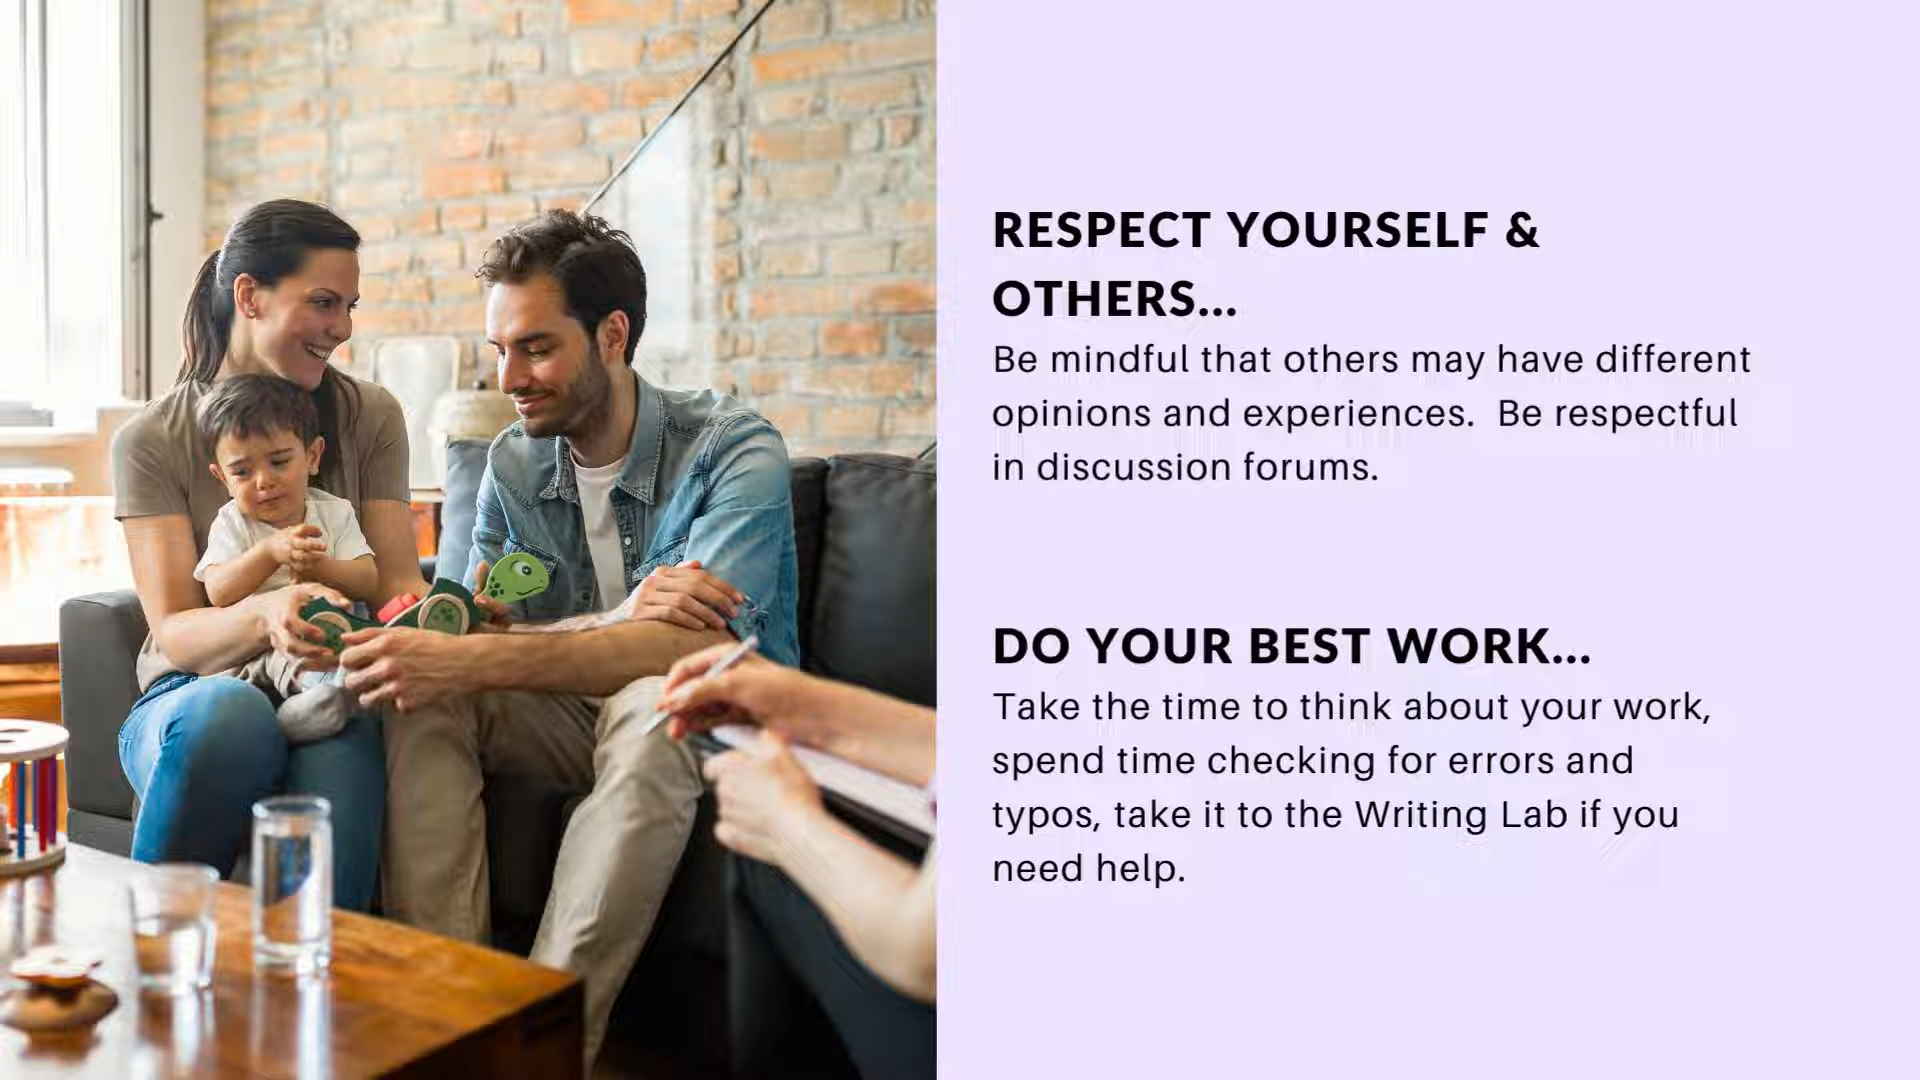 RESPECT YOURSELF &
OTHERS...
Be mindful that others may have different
opinions and experiences.  Be respectful
in discussion forums.
DO YOUR BEST WORK...
Take the time to think about your work,
spend time checking for errors and
typos, take it to the Writing Lab if you
need help.